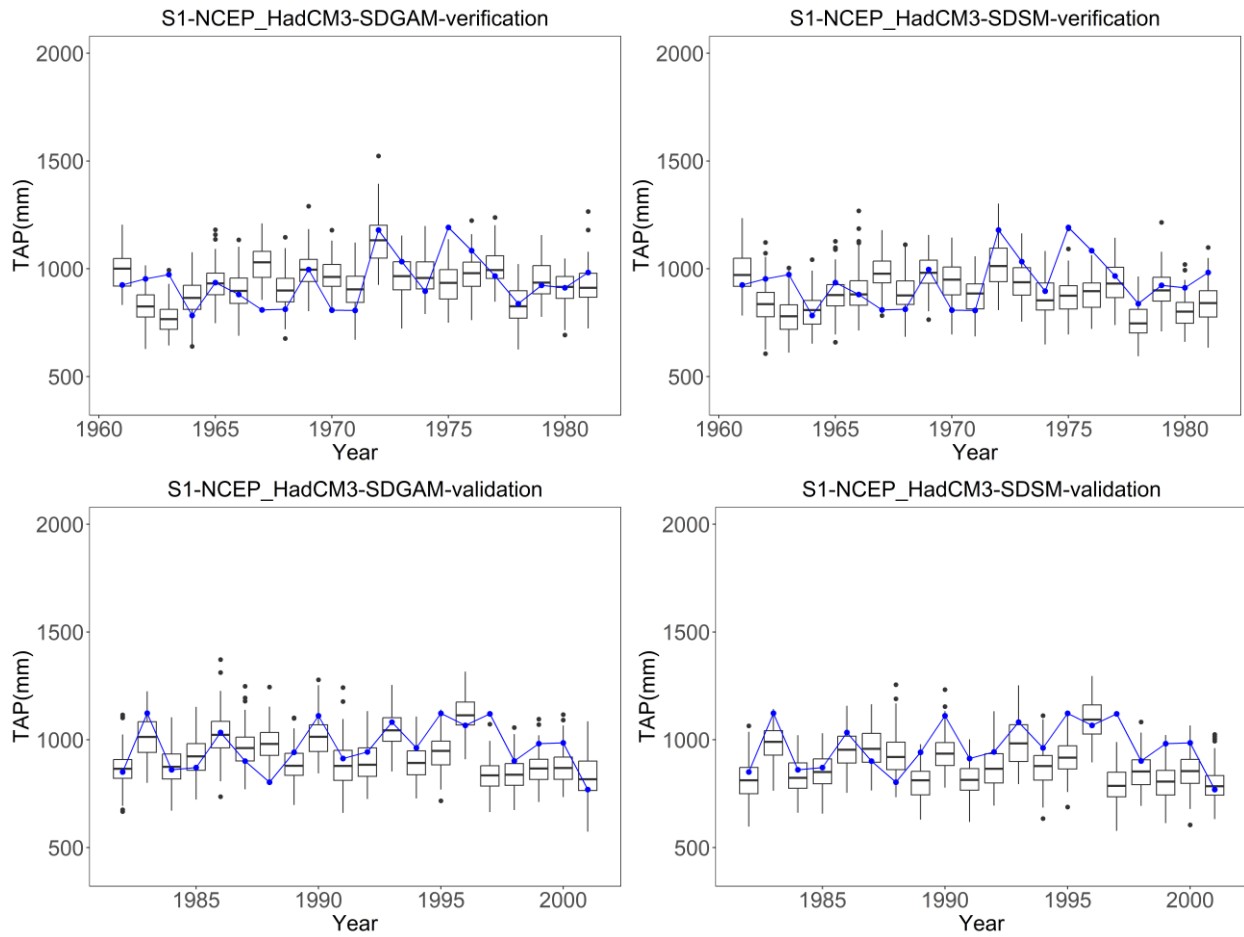 S1-NCEP_HadCM3-SDGAM-verification
2000
1500
1000
500
TAP(mm)
1960 1965 1970 1975 1980
Year
S1-NCEP_HadCM3-SDSM-verification
2000
1500
1000
500
TAP(mm)
1960 1965 1970 1975 1980
Year
S1-NCEP_HadCM3-SDGAM-validation
2000
1500
1000
500
TAP(mm)
1985 1990 1995 2000
Year
S1-NCEP_HadCM3-SDSM-validation
2000
1500
1000
500
TAP(mm)
1985 1990 1995 2000
Year